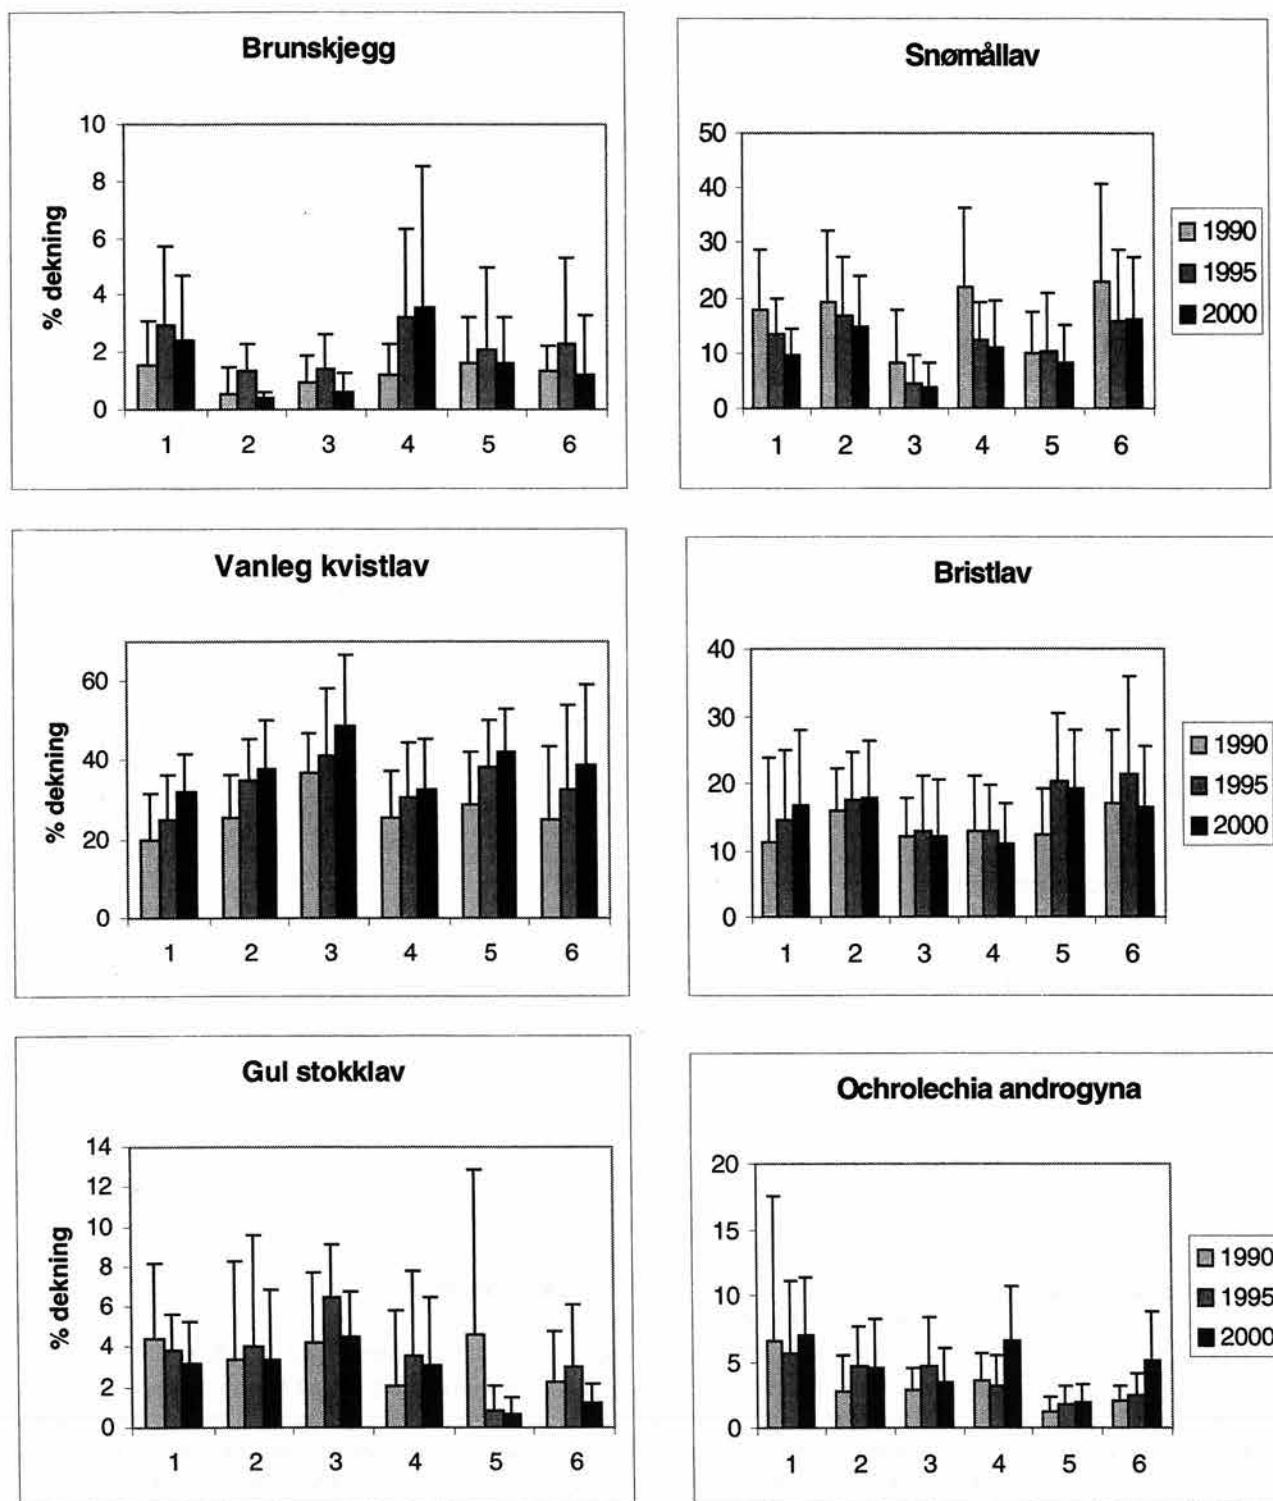 Brunskjegg
% dekning
10
8
6
4
2
0
1 2 3 4 5 6
Snømållav
50
40
30
20
10
0
1 2 3 4 5 6
1990
1995
2000
Vanleg kvistlav
% dekning
60
40
20
0
1 2 3 4 5 6
Bristlav
40
30
20
10
0
1 2 3 4 5 6
1990
1995
2000
Gul stokklav
% dekning
14
12
10
8
6
4
2
0
1 2 3 4 5 6
Ochrolechia androgyna
20
15
10
5
0
1 2 3 4 5 6
1990
1995
2000